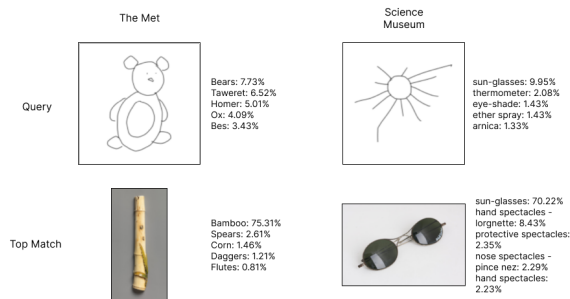 The Met
Science
Museum
Query
Bears: 7.73%
Taweret: 6.52%
Homer: 5.01%
Ox: 4.09%
Bes: 3.43%
sun-glasses: 9.95%
thermometer: 2.08%
eye-shade: 1.43%
ether spray: 1.43%
arnica: 1.33%
Top Match
Bamboo: 75.31%
Spears: 2.61%
Corn: 1.46%
Daggers: 1.21%
Flutes: 0.81%
sun-glasses: 70.22%
hand spectacles -
lorgnette: 8.43%
protective spectacles:
2.35%
nose spectacles -
pince nez: 2.29%
hand spectacles:
2.23%